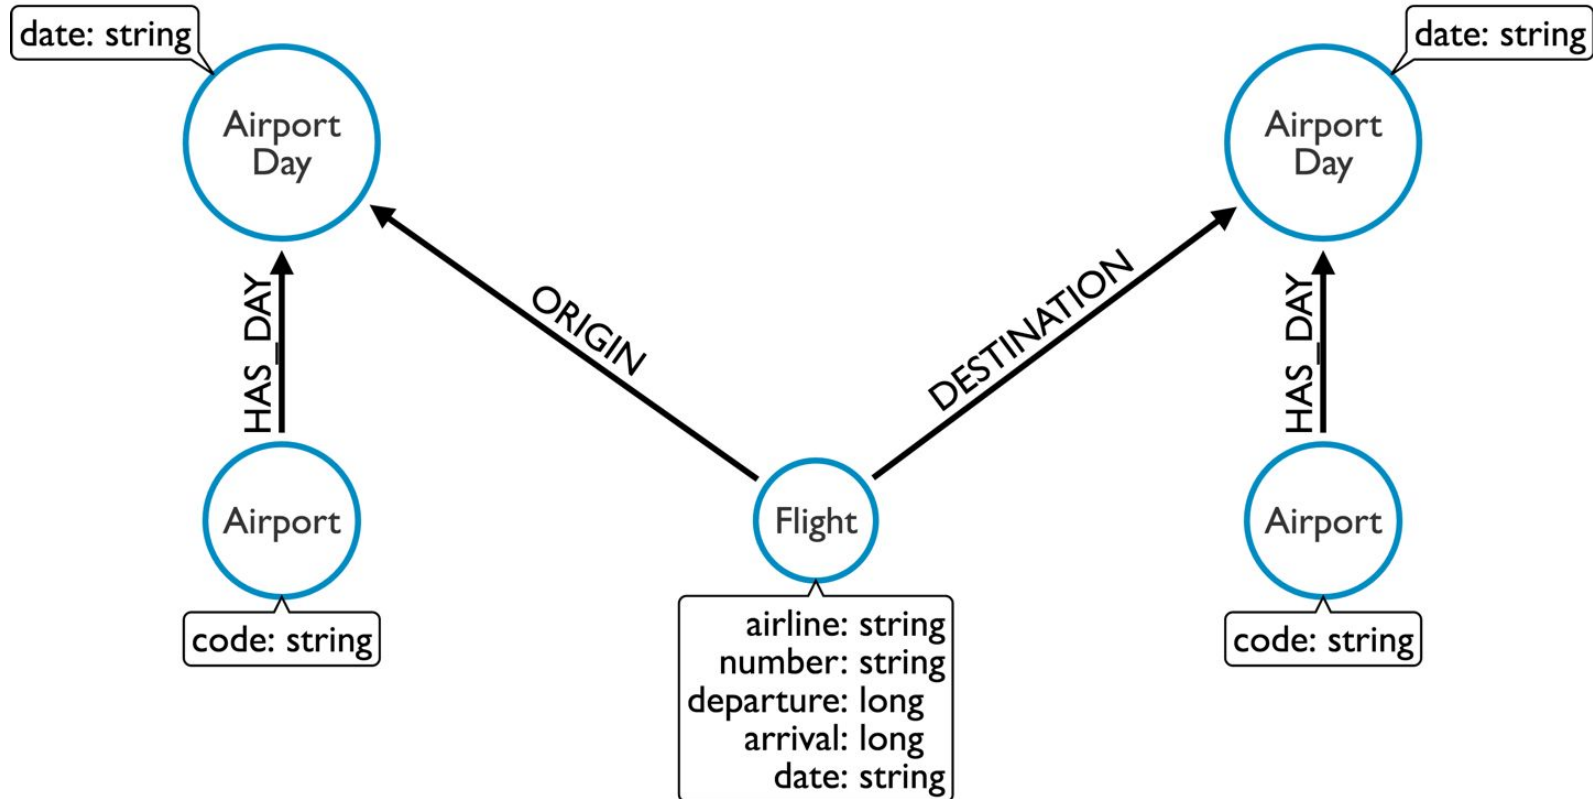 date: string
date: string
Airport
Day
Airport
Day
HAS_DAY
ORIGIN
DESTINATION
HAS_DAY
Airport
Flight
Airport
code: string
airline: string
number: string
departure: long
arrival: long
date: string
code: string